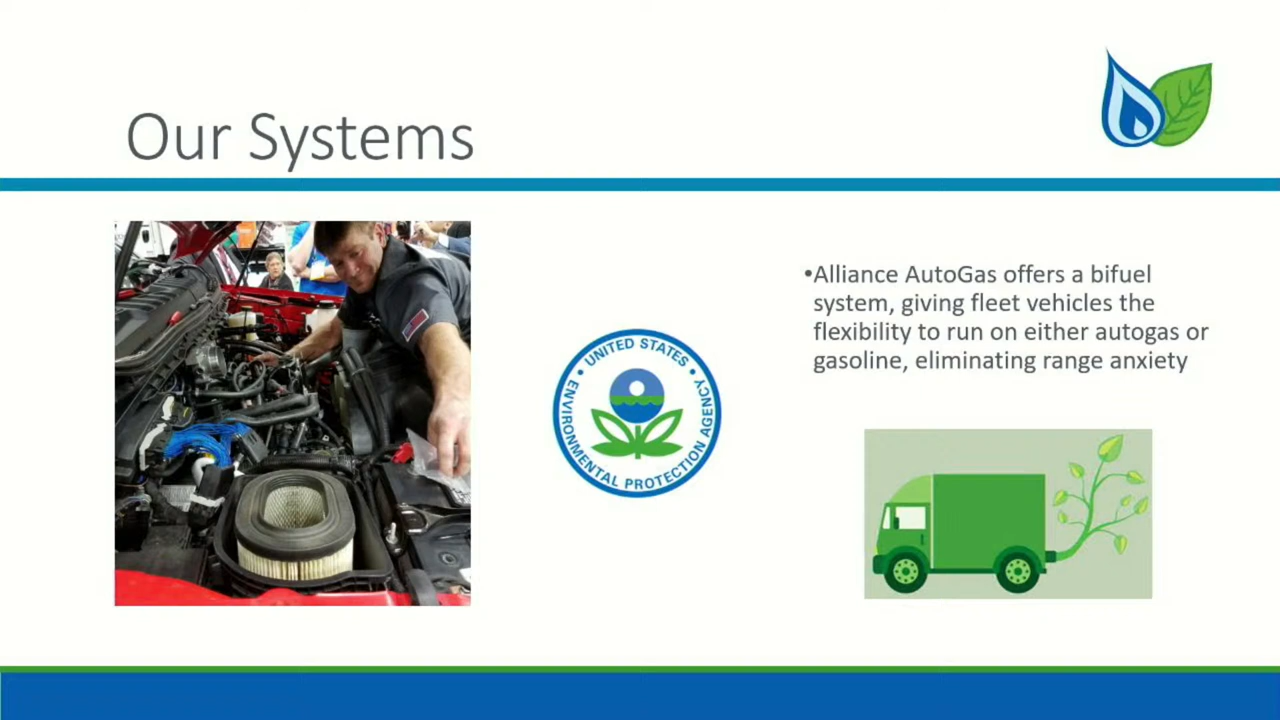 Our Systems
•Alliance AutoGas offers a bifuel
system, giving fleet vehicles the
flexibility to run on either autogas or
gasoline, eliminating range anxiety
UNITED STATES
ENVIRONMENTAL PROTECTION AGENCY